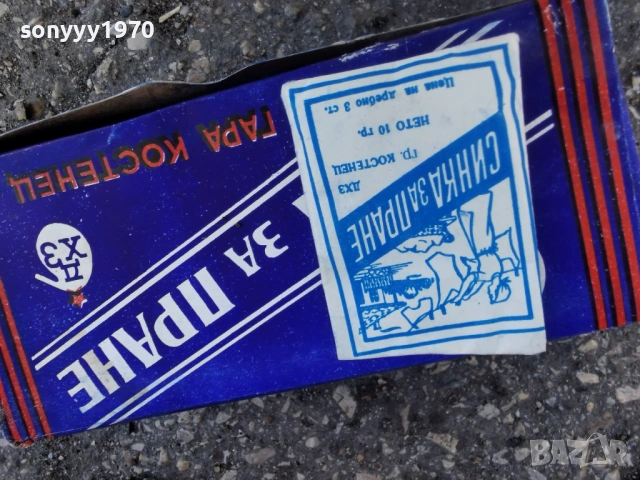 sonyyy1970
ГАРА КОСТЕНЕЦ
ДХЗ
ЗА ПРАНЕ
СИНКА ЗА ПРАНЕ
ДХЗ гр. КОСТЕНЕЦ
НЕТО 10 гр.
Цена на дребно 3 ст.
BAZAR